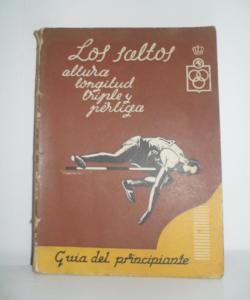 Los saltos
altura
longitud
triple y
pértiga
Guía del principiante